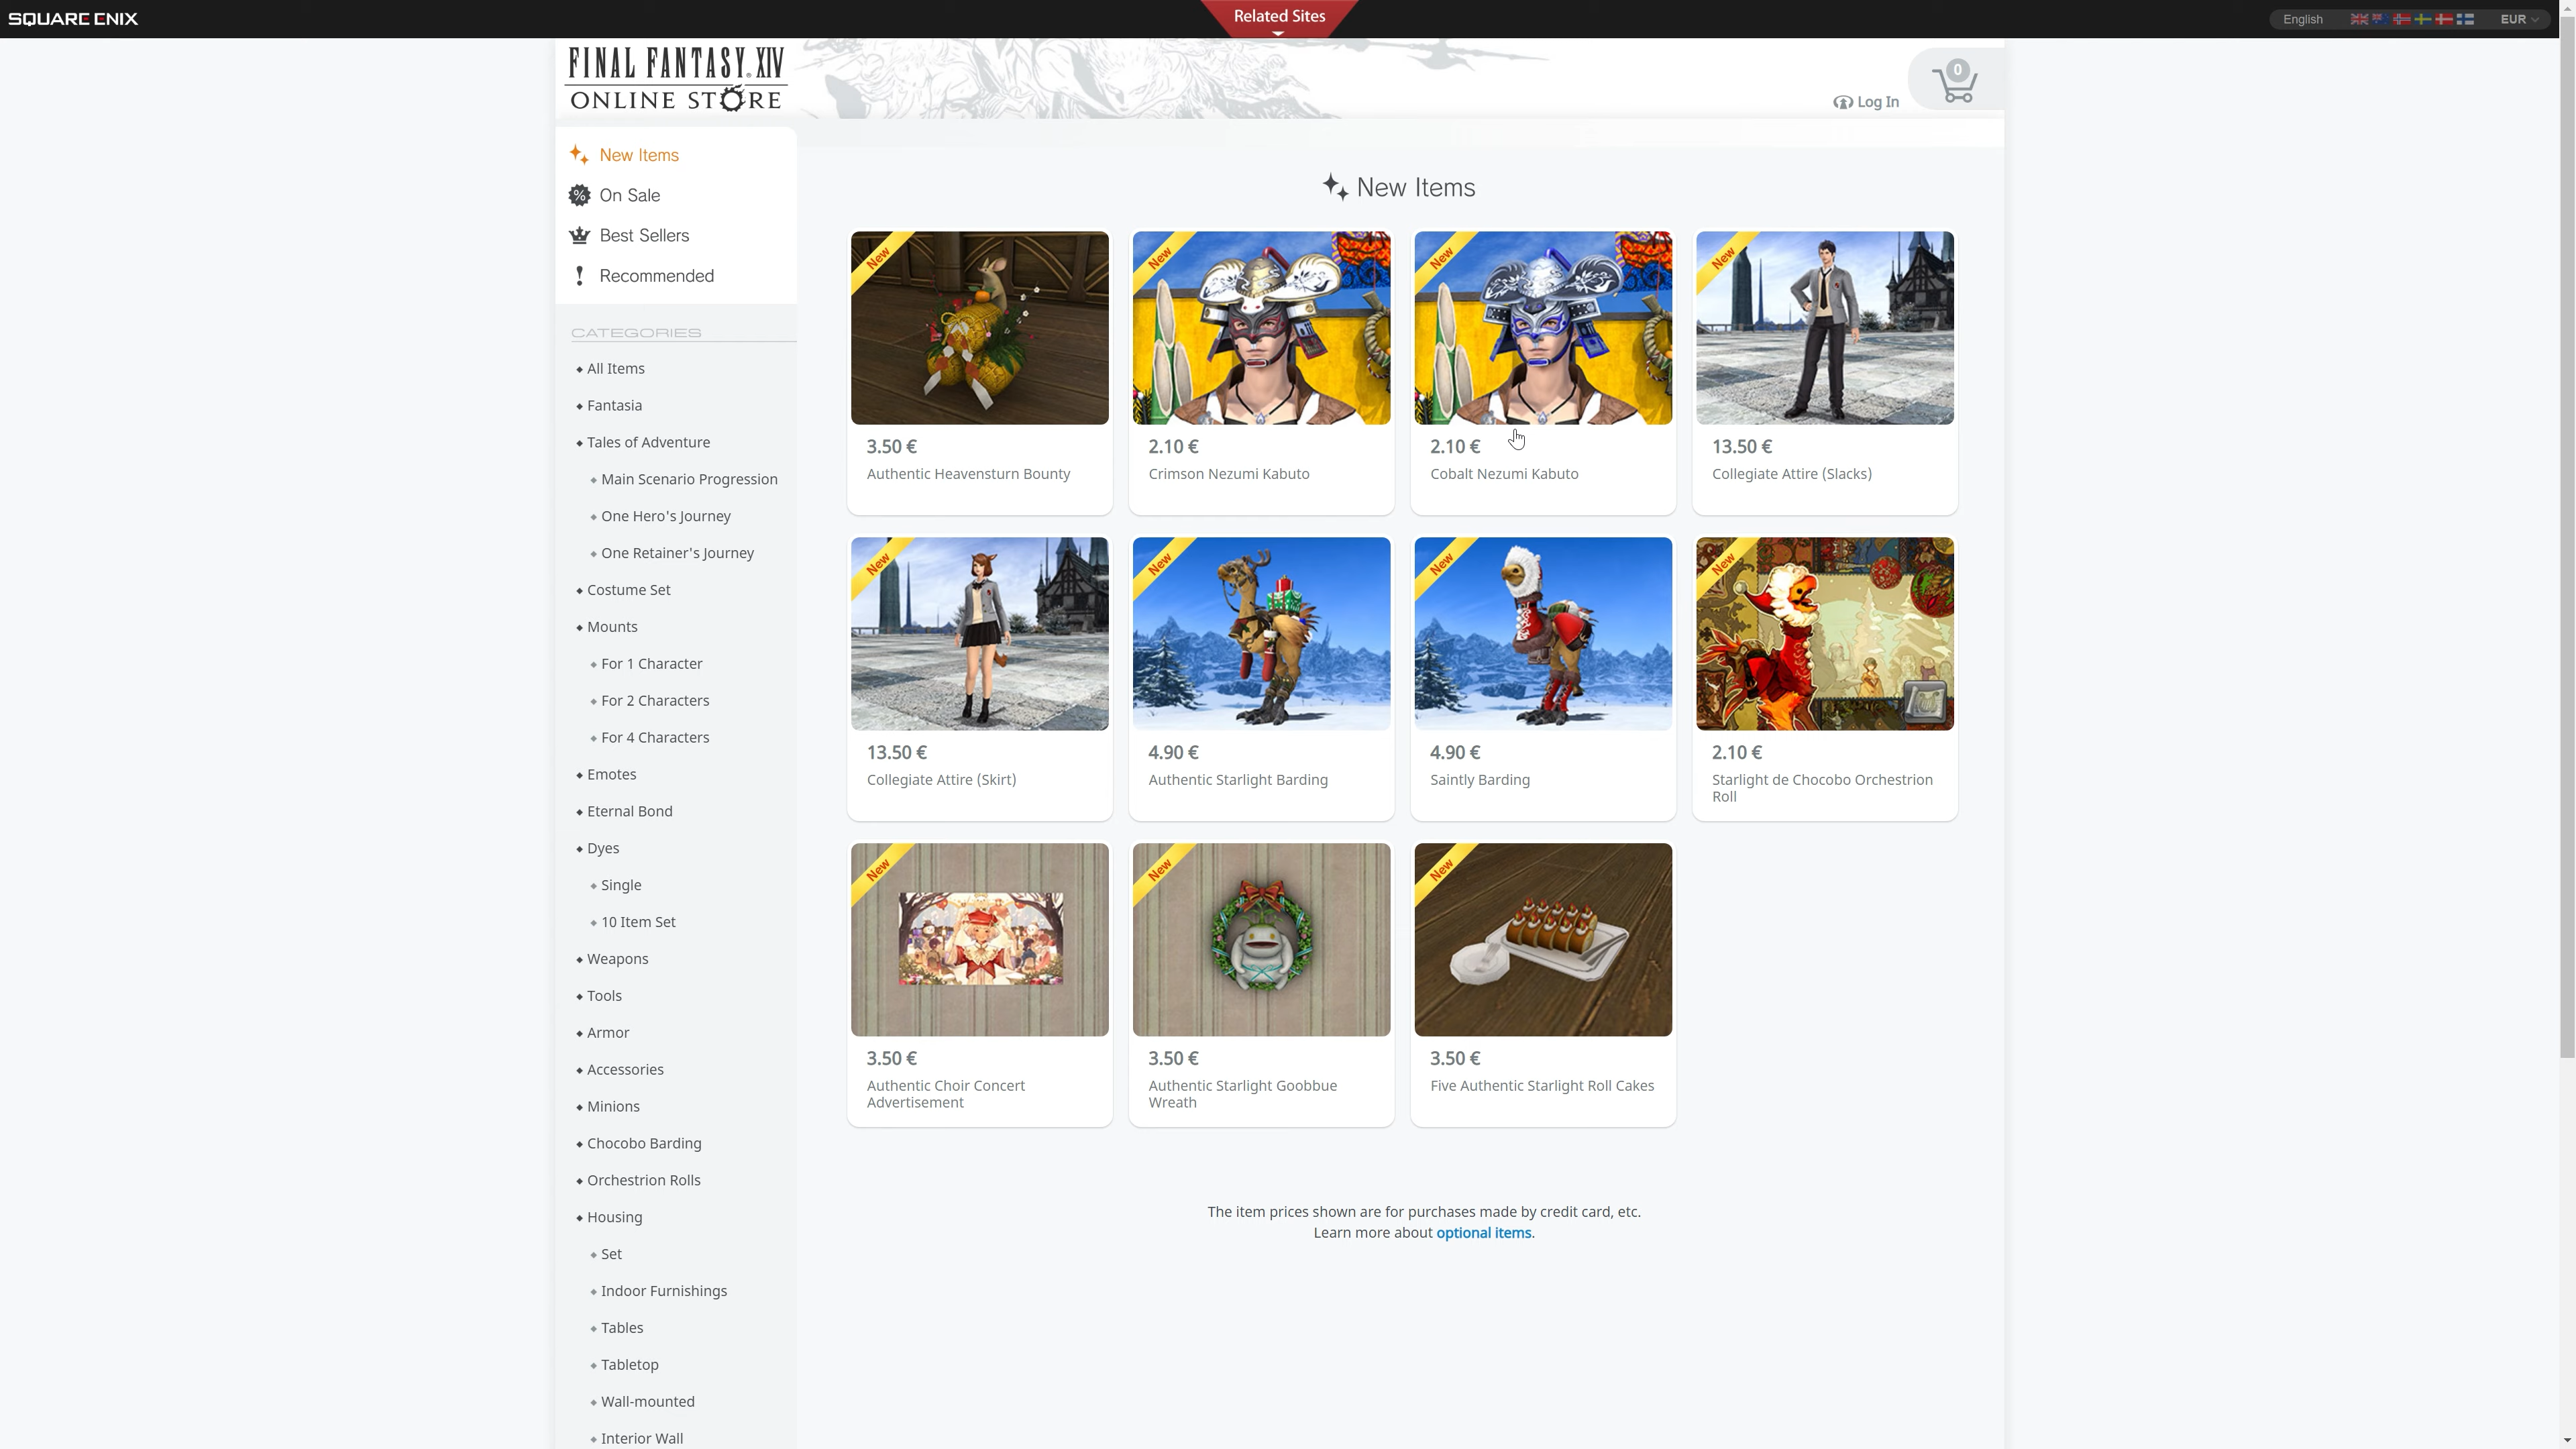 SQUARE ENIX
Related Sites
English
EUR
FINAL FANTASY XIV
ONLINE STORE
Log In
0
New Items
On Sale
Best Sellers
Recommended
CATEGORIES
All Items
Fantasia
Tales of Adventure
Main Scenario Progression
One Hero's Journey
One Retainer's Journey
Costume Set
Mounts
For 1 Character
For 2 Characters
For 4 Characters
Emotes
Eternal Bond
Dyes
Single
10 Item Set
Weapons
Tools
Armor
Accessories
Minions
Chocobo Barding
Orchestrion Rolls
Housing
Set
Indoor Furnishings
Tables
Tabletop
Wall-mounted
Interior Wall
New Items
New
3.50 €
Authentic Heavensturn Bounty
New
2.10 €
Crimson Nezumi Kabuto
New
2.10 €
Cobalt Nezumi Kabuto
New
13.50 €
Collegiate Attire (Slacks)
New
13.50 €
Collegiate Attire (Skirt)
New
4.90 €
Authentic Starlight Barding
New
4.90 €
Saintly Barding
New
2.10 €
Starlight de Chocobo Orchestrion
Roll
New
3.50 €
Authentic Choir Concert
Advertisement
New
3.50 €
Authentic Starlight Goobbue
Wreath
New
3.50 €
Five Authentic Starlight Roll Cakes
The item prices shown are for purchases made by credit card, etc.
Learn more about optional items.